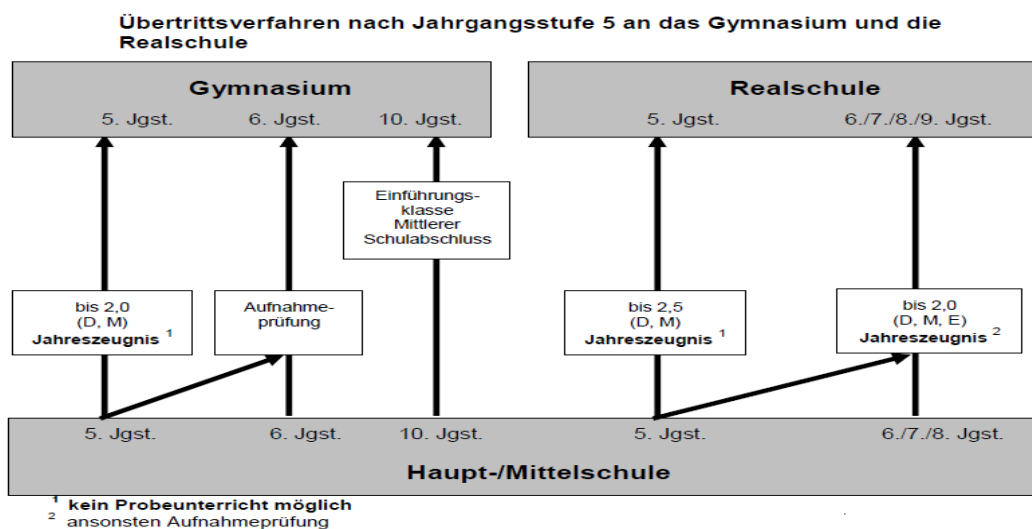 Übertrittsverfahren nach Jahrgangsstufe 5 an das Gymnasium und die
Realschule
Gymnasium
5. Jgst. 6. Jgst. 10. Jgst.
Realschule
5. Jgst. 6./7./8./9. Jgst.
Einführungs-
klasse
Mittlerer
Schulabschluss
bis 2,0
(D, M)
Jahreszeugnis 1
Aufnahme-
prüfung
bis 2,5
(D, M)
Jahreszeugnis 1
bis 2,0
(D, M, E)
Jahreszeugnis 2
5. Jgst. 6. Jgst. 10. Jgst. 5. Jgst. 6./7./8. Jgst.
Haupt-/Mittelschule
1 kein Probeunterricht möglich
2 ansonsten Aufnahmeprüfung